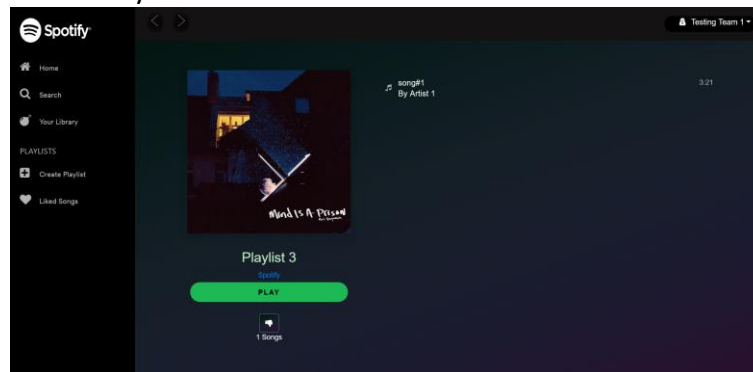 Spotify
Testing Team 1
Home
Search
Your Library
PLAYLISTS
Create Playlist
Liked Songs
Mind Is A Prison
Playlist 3
Spotify
PLAY
1 Songs
song#1
By Artist 1
3:21